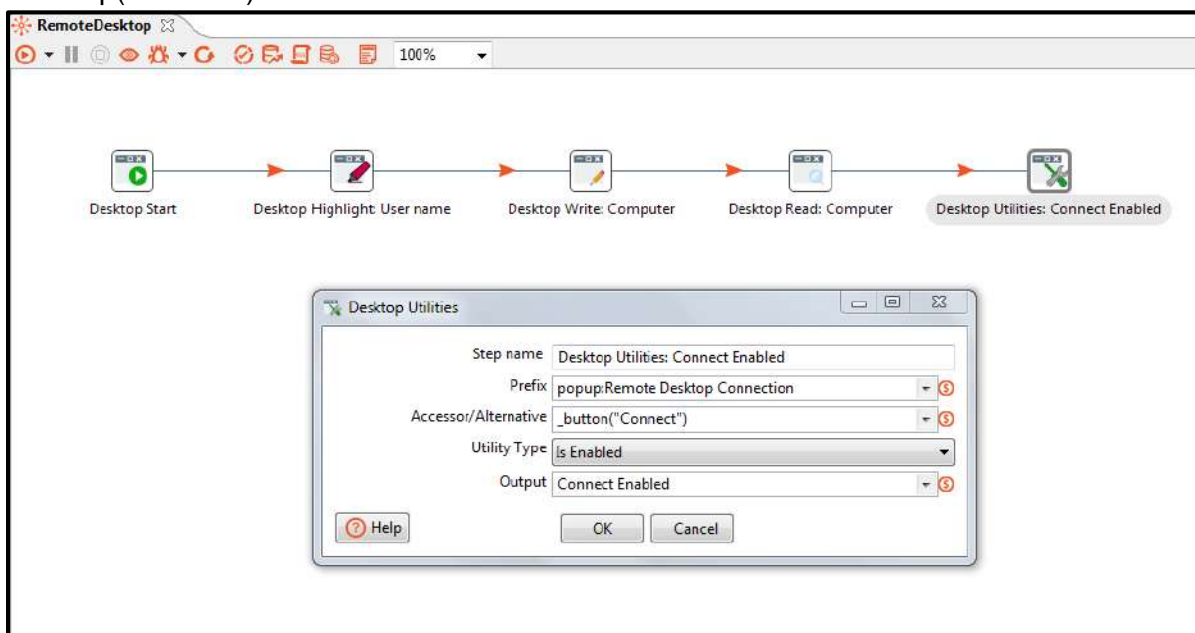 RemoteDesktop
100%
Desktop Start
Desktop Highlight: User name
Desktop Write: Computer
Desktop Read: Computer
Desktop Utilities: Connect Enabled
Desktop Utilities
Step name Desktop Utilities: Connect Enabled
Prefix popup:Remote Desktop Connection
Accessor/Alternative _button("Connect")
Utility Type Is Enabled
Output Connect Enabled
Help OK Cancel